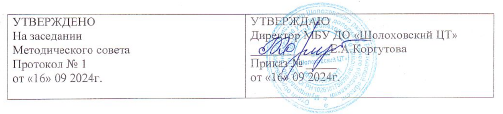 УТВЕРЖДЕНО
На заседании
Методического совета
Протокол № 1
от «16» 09 2024г.
УТВЕРЖДАЮ
Директор МБУ ДО «Шолоховский ЦТ»
А.Коргутова
Приказ №
от «16» 09 2024г.